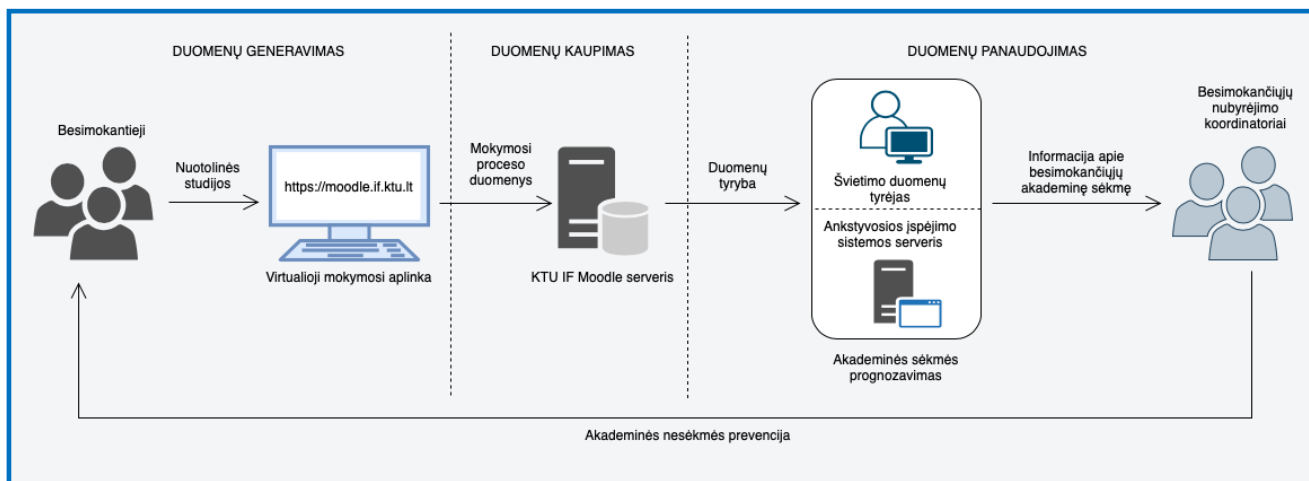 DUOMENŲ GENERAVIMAS
DUOMENŲ KAUPIMAS
DUOMENŲ PANAUDOJIMAS
Besimokantieji
Nuotolinės
studijos
https://moodle.if.ktu.lt
Virtualioji mokymosi aplinka
Mokymosi
proceso
duomenys
KTU IF Moodle serveris
Duomenų
tyryba
Švietimo duomenų
tyrėjas
Ankstyvosios įspėjimo
sistemos serveris
Akademinės sėkmės
prognozavimas
Informacija apie
besimokančiųjų
akademinę sėkmę
Besimokančiųjų
nubyrėjimo
koordinatoriai
Akademinės nesėkmės prevencija